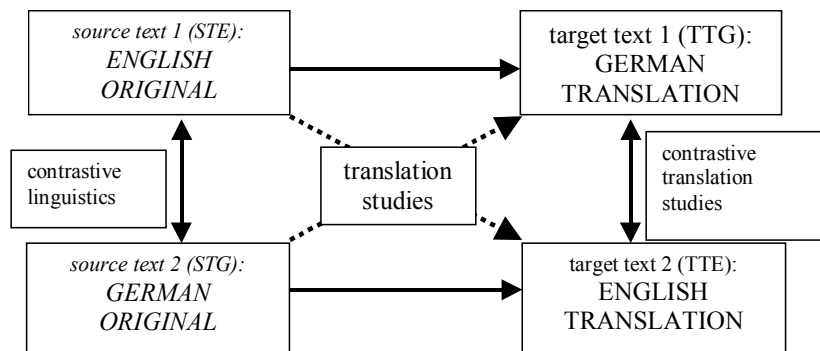 source text 1 (STE):
ENGLISH
ORIGINAL
target text 1 (TTG):
GERMAN
TRANSLATION
contrastive
linguistics
translation
studies
contrastive
translation
studies
source text 2 (STG):
GERMAN
ORIGINAL
target text 2 (TTE):
ENGLISH
TRANSLATION